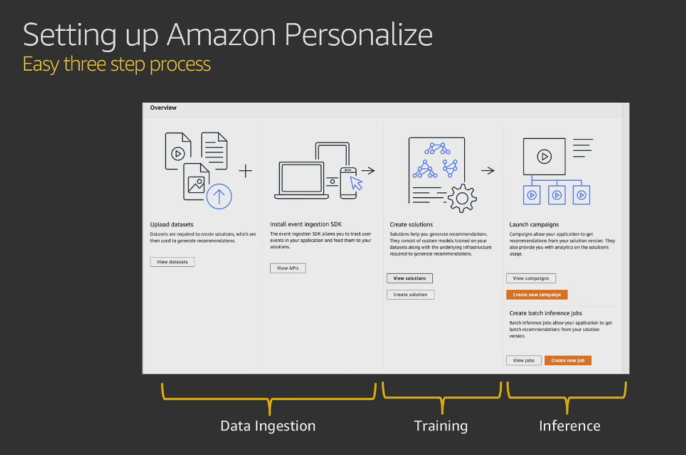 Setting up Amazon Personalize
Easy three step process
Overview
Upload datasets
Datasets are required to create solutions, which are
then used to generate recommendations.
View datasets
Install event ingestion SDK
The event ingestion SDK allows you to track user
events in your application and feed them to your
solutions.
View APIs
Create solutions
Solutions help you generate recommendations.
They consist of custom models trained on your
datasets along with the underlying infrastructure
required to generate recommendations.
View solutions
Create solution
Launch campaigns
Campaigns allow your application to get
recommendations from your solution version. They
also provide you with analytics on the solution's
usage.
View campaigns
Create new campaign
Create batch inference jobs
Batch inference jobs allow your application to get
batch recommendations from your solution
version.
View jobs
Create new job
Data Ingestion
Training
Inference